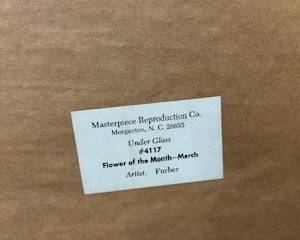 Masterpiece Reproduction Co.
Morganton, N. C. 28655
Under Glass
#4117
Flower of the Month—March
Artist: Furber